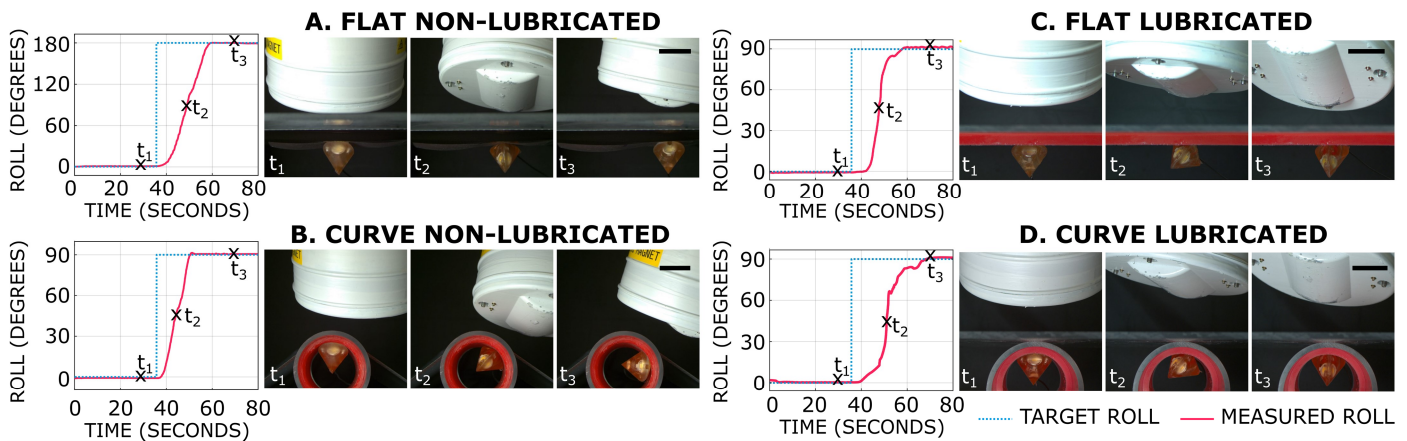 A. FLAT NON-LUBRICATED
ROLL (DEGREES)
180
120
60
0
t1
t2
t3
0 20 40 60 80
TIME (SECONDS)
t1
t2
t3
B. CURVE NON-LUBRICATED
ROLL (DEGREES)
90
60
30
0
t1
t2
t3
0 20 40 60 80
TIME (SECONDS)
MAGNET
t1
t2
t3
C. FLAT LUBRICATED
ROLL (DEGREES)
90
60
30
0
t1
t2
t3
0 20 40 60 80
TIME (SECONDS)
t1
t2
t3
D. CURVE LUBRICATED
ROLL (DEGREES)
90
60
30
0
t1
t2
t3
0 20 40 60 80
TIME (SECONDS)
t1
t2
t3
TARGET ROLL
MEASURED ROLL